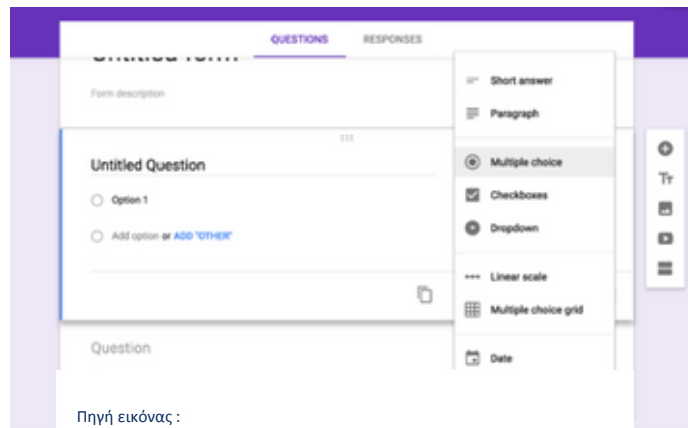 QUESTIONS RESPONSES
Untitled form
Form description
Untitled Question
Option 1
Add option or ADD "OTHER"
Question
Short answer
Paragraph
Multiple choice
Checkboxes
Dropdown
Linear scale
Multiple choice grid
Date
Tт
Πηγή εικόνας :